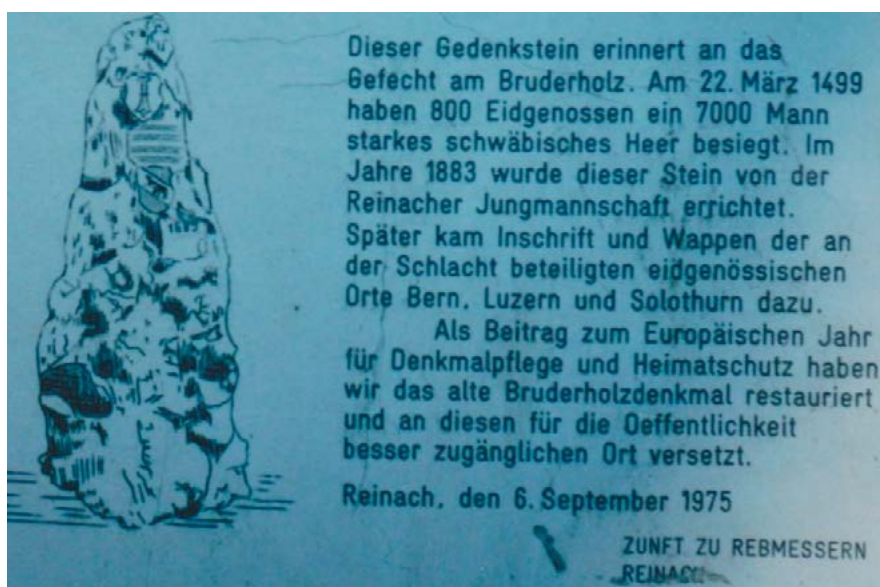 Dieser Gedenkstein erinnert an das
Gefecht am Bruderholz. Am 22. März 1499
haben 800 Eidgenossen ein 7000 Mann
starkes schwäbisches Heer besiegt. Im
Jahre 1883 wurde dieser Stein von der
Reinacher Jungmannschaft errichtet.
Später kam Inschrift und Wappen der an
der Schlacht beteiligten eidgenössischen
Orte Bern, Luzern und Solothurn dazu.
Als Beitrag zum Europäischen Jahr
für Denkmalpflege und Heimatschutz haben
wir das alte Bruderholzdenkmal restauriert
und an diesen für die Oeffentlichkeit
besser zugänglichen Ort versetzt.
Reinach, den 6. September 1975
ZUNFT ZU REBMESSERN
REINACH